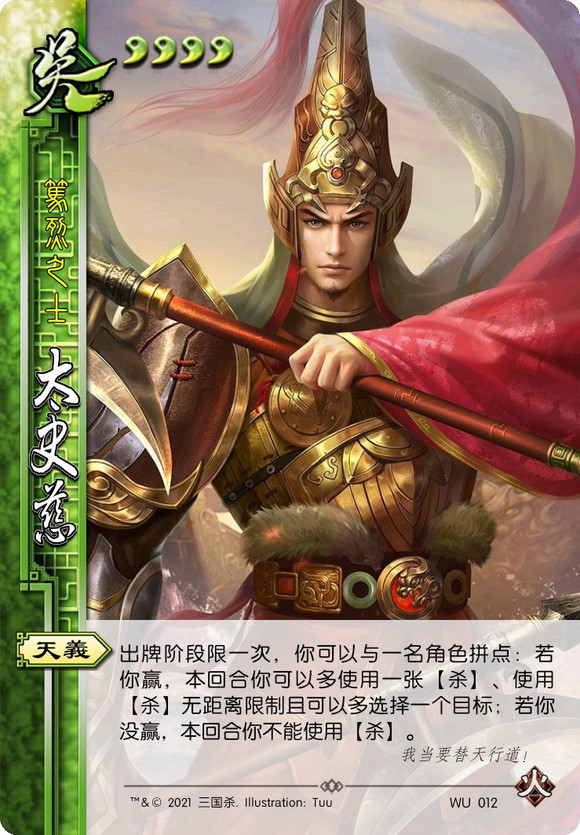 吴
篤烈之士
太史慈
天義
出牌阶段限一次，你可以与一名角色拼点：若
你赢，本回合你可以多使用一张【杀】、使用
【杀】无距离限制且可以多选择一个目标；若你
没赢，本回合你不能使用【杀】。
我当要替天行道！
™& © 2021 三国杀. Illustration: Tuu
WU 012
火